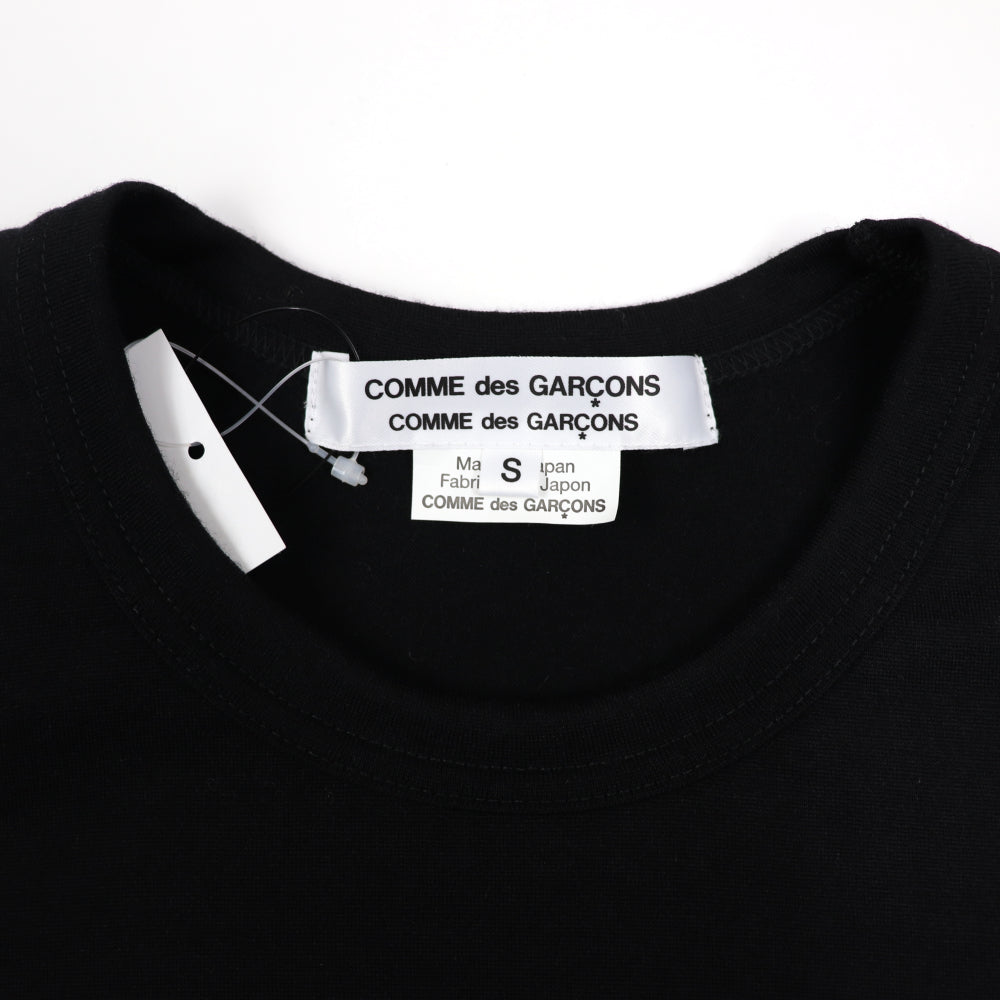 COMME des GARÇONS
*
COMME des GARÇONS
*
Ma S apan
Fabri Japon
COMME des GARÇONS
*